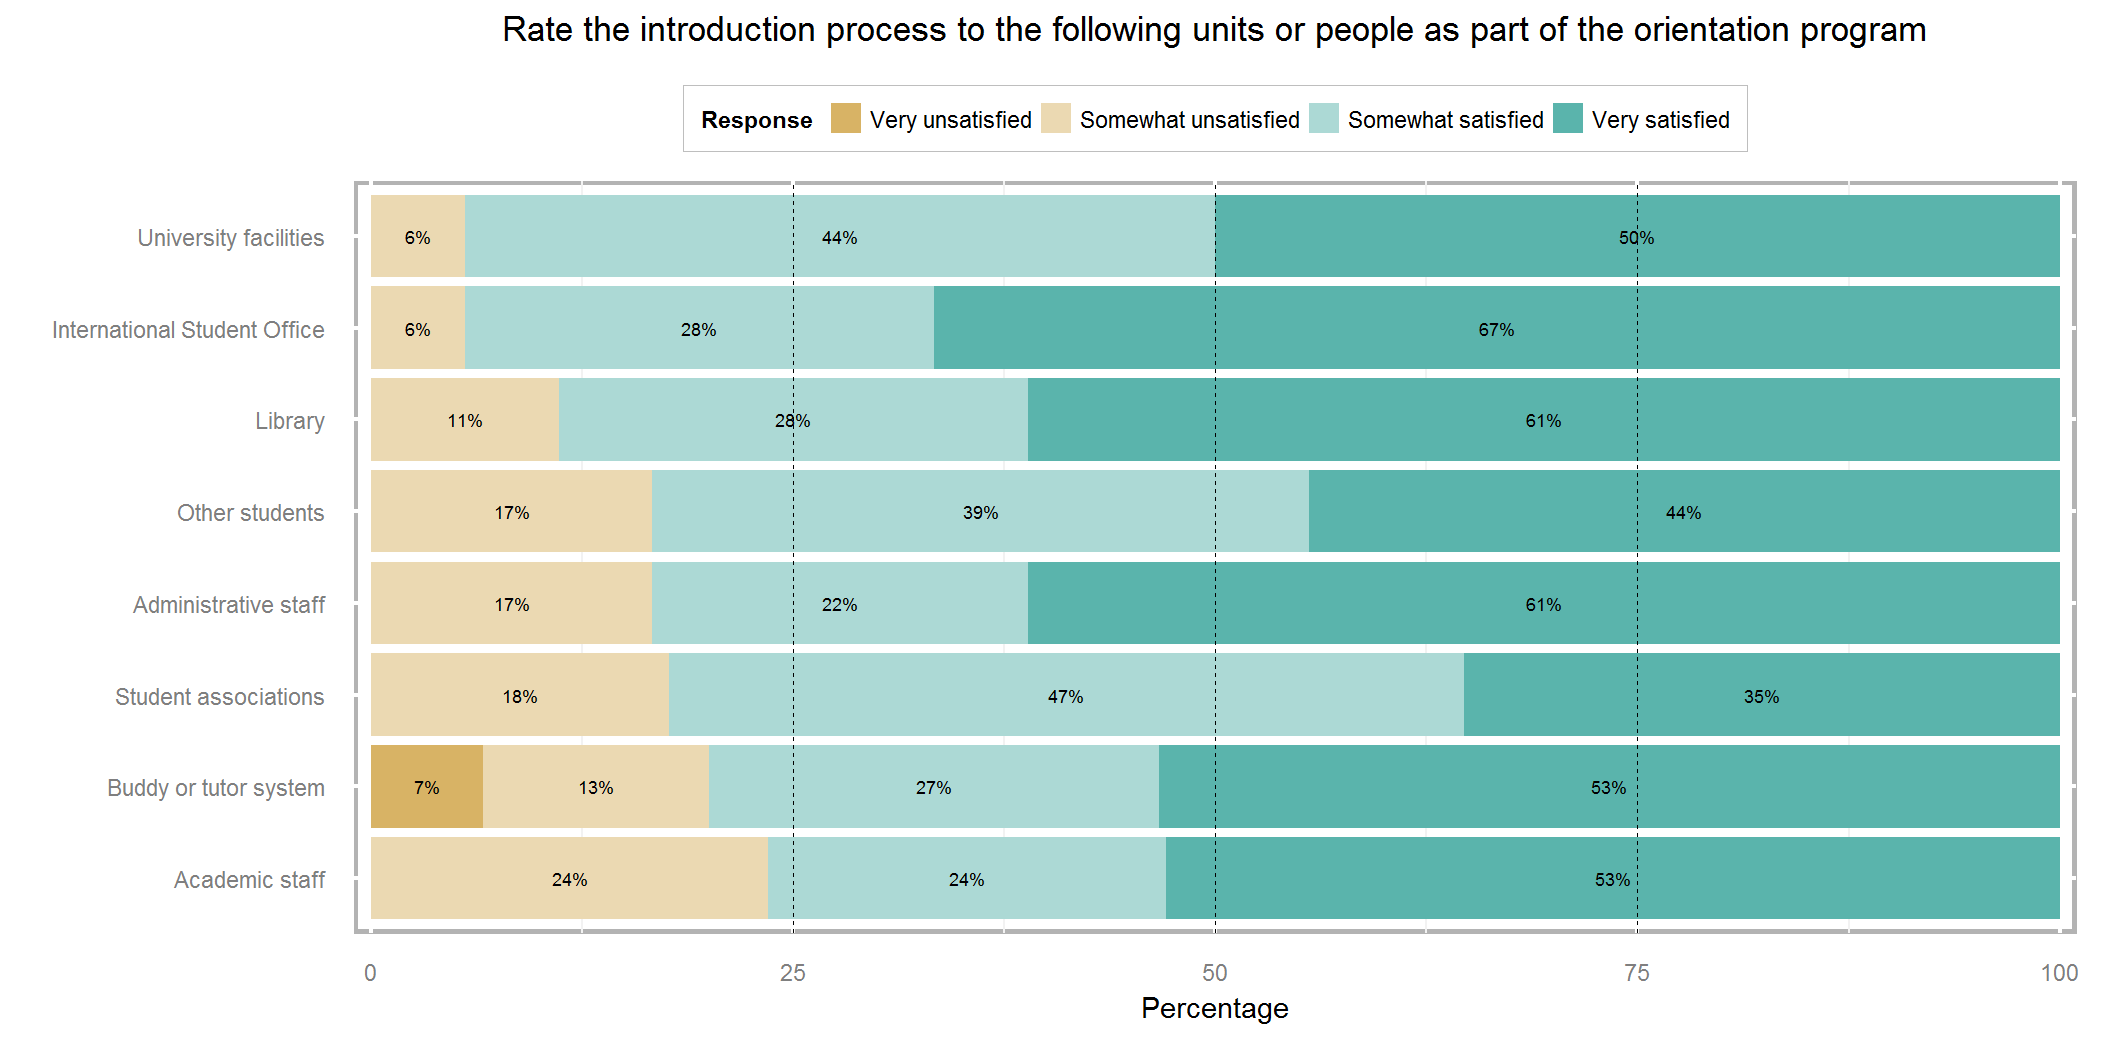 Rate the introduction process to the following units or people as part of the orientation program
Response Very unsatisfied Somewhat unsatisfied Somewhat satisfied Very satisfied
University facilities 6% 44% 50%
International Student Office 6% 28% 67%
Library 11% 28% 61%
Other students 17% 39% 44%
Administrative staff 17% 22% 61%
Student associations 18% 47% 35%
Buddy or tutor system 7% 13% 27% 53%
Academic staff 24% 24% 53%
0 25 50 75 100
Percentage